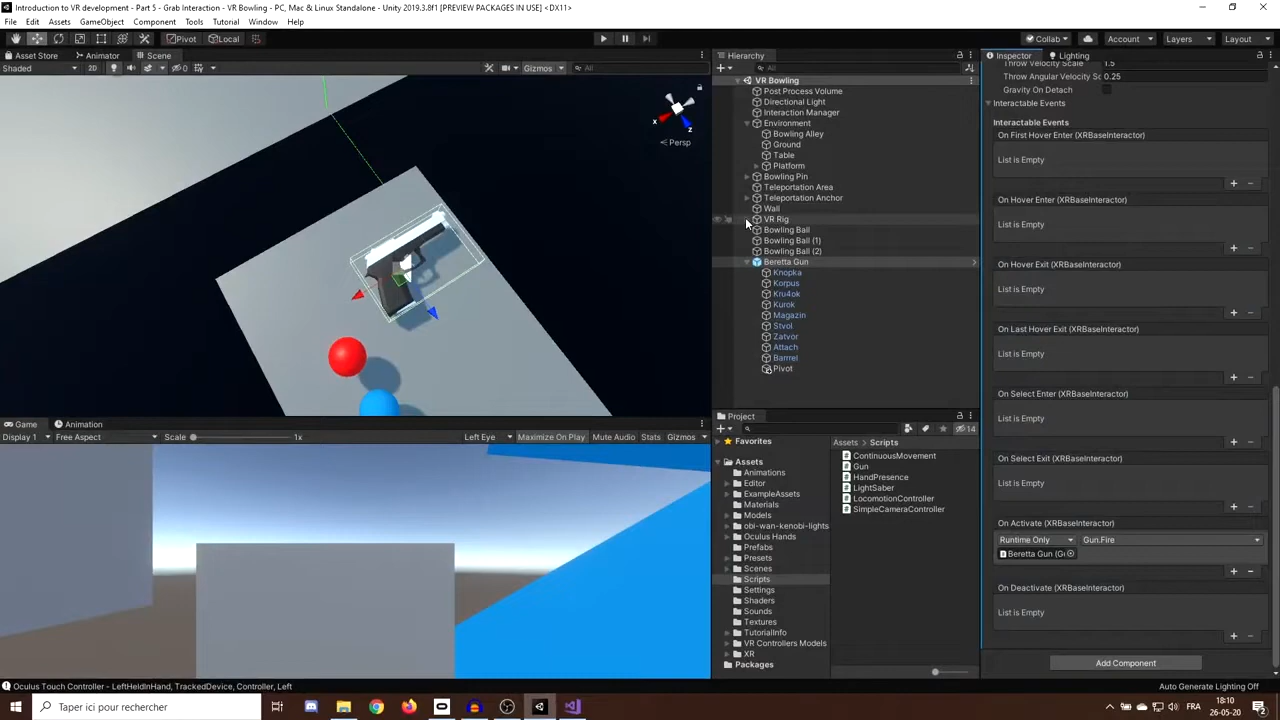 Introduction to VR development - Part 5 - Grab Interaction - VR Bowling - PC, Mac & Linux Standalone - Unity 2019.3.8f1 [PREVIEW PACKAGES IN USE] <DX11>
File Edit Assets GameObject Component Tools Tutorial Window Help
Pivot Local Collab Account Layers Layout
Asset Store Animator Scene
Shaded 2D 0 Gizmos All
x z Persp
Hierarchy
All
VR Bowling
Post Process Volume
Directional Light
Interaction Manager
Environment
Bowling Alley
Ground
Table
Platform
Bowling Pin
Teleportation Area
Teleportation Anchor
Wall
VR Rig
Bowling Ball
Bowling Ball (1)
Bowling Ball (2)
Beretta Gun
Knopka
Korpus
Kru4ok
Kurok
Magazin
Stvol
Zatvor
Attach
Barrrel
Pivot
Inspector Lighting
Throw Velocity Scale 1.5
Throw Angular Velocity Sc 0.25
Gravity On Detach
Interactable Events
Interactable Events
On First Hover Enter (XRBaseInteractor)
List is Empty
On Hover Enter (XRBaseInteractor)
List is Empty
On Hover Exit (XRBaseInteractor)
List is Empty
On Last Hover Exit (XRBaseInteractor)
List is Empty
On Select Enter (XRBaseInteractor)
List is Empty
On Select Exit (XRBaseInteractor)
List is Empty
On Activate (XRBaseInteractor)
Runtime Only Gun.Fire
Beretta Gun (G
On Deactivate (XRBaseInteractor)
List is Empty
Add Component
Game Animation
Display 1 Free Aspect Scale 1x Left Eye Maximize On Play Mute Audio Stats Gizmos
Project
14
Favorites
Assets
Animations
Editor
ExampleAssets
Materials
Models
obi-wan-kenobi-lights
Oculus Hands
Prefabs
Presets
Scenes
Scripts
Settings
Shaders
Sounds
Textures
TutorialInfo
VR Controllers Models
XR
Packages
Assets > Scripts
ContinuousMovement
Gun
HandPresence
LightSaber
LocomotionController
SimpleCameraController
Oculus Touch Controller - LeftHeldInHand, TrackedDevice, Controller, Left
Auto Generate Lighting Off
Taper ici pour rechercher
FRA
18:10
26-05-20
2